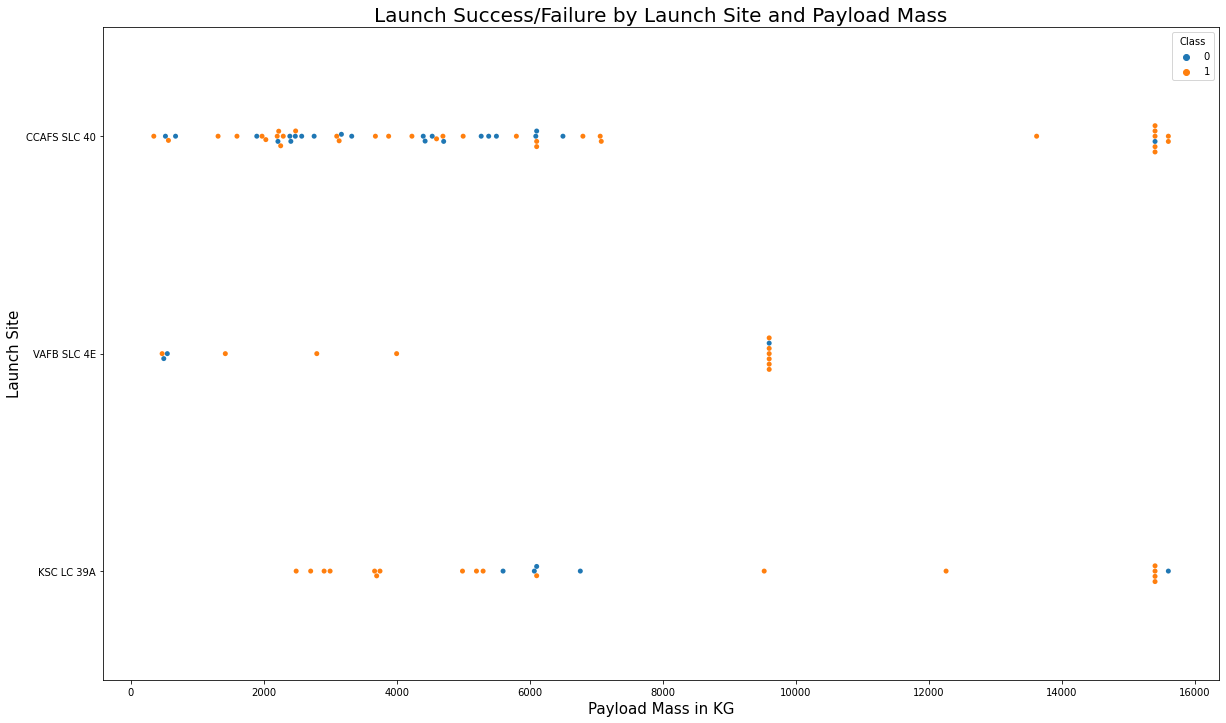 Launch Success/Failure by Launch Site and Payload Mass
Class
0
1
CCAFS SLC 40
VAFB SLC 4E
KSC LC 39A
Launch Site
0 2000 4000 6000 8000 10000 12000 14000 16000
Payload Mass in KG